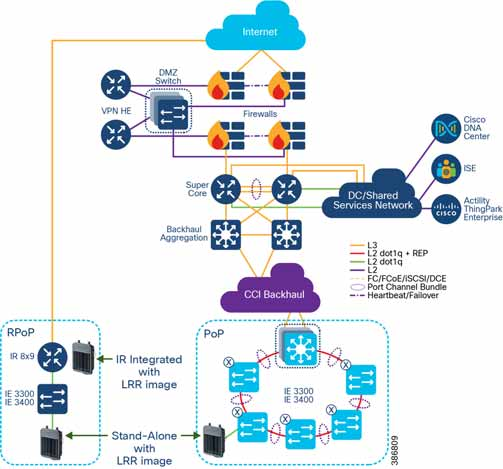 Internet
DMZ
Switch
VPN HE
Firewalls
Cisco
DNA
Center
ISE
Super
Core
DC/Shared
Services Network
Actility
ThingPark
Enterprise
CISCO
Backhaul
Aggregation
L3
L2 dot1q + REP
L2 dot1q
L2
FC/FCoE/iSCSI/DCE
Port Channel Bundle
Heartbeat/Failover
CCI Backhaul
RPoP
PoP
IR 8x9
IR Integrated
with
LRR image
X
X
IE 3300
IE 3400
IE 3300
IE 3400
X
X
X
Stand-Alone
with
LRR image
386809